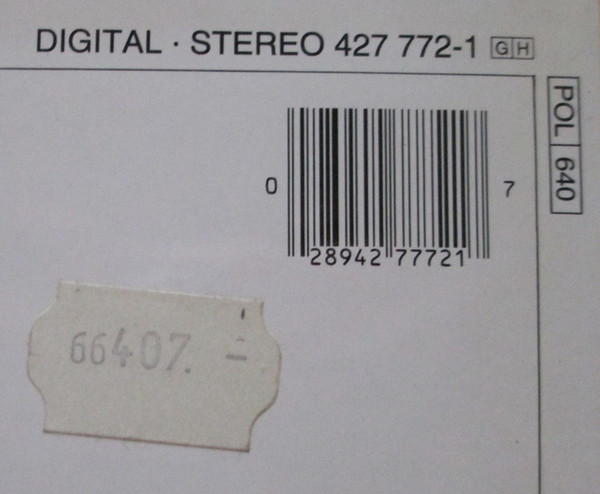 DIGITAL · STEREO 427 772-1 GH
POL 640
0 28942 77721 7
66407. -